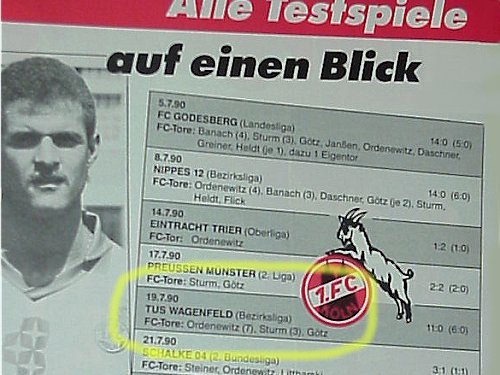 Alle Testspiele
auf einen Blick
5.7.90
FC GODESBERG (Landesliga) 14:0 (5:0)
FC-Tore: Banach (4), Sturm (3), Götz, Janßen, Ordenewitz, Daschner,
Greiner, Heldt (je 1), dazu 1 Eigentor
8.7.90
NIPPES 12 (Bezirksliga) 14:0 (6:0)
FC-Tore: Ordenewitz (4), Banach (3), Daschner, Götz (je 2), Sturm,
Heldt, Flick
14.7.90
EINTRACHT TRIER (Oberliga) 1:2 (1:0)
FC-Tor: Ordenewitz
17.7.90
PREUSSEN MÜNSTER (2. Liga) 2:2 (2:0)
FC-Tore: Sturm, Götz
1.FC
KÖLN
19.7.90
TUS WAGENFELD (Bezirksliga) 11:0 (6:0)
FC-Tore: Ordenewitz (7), Sturm (3), Götz
21.7.90
SCHALKE 04 (2. Bundesliga) 3:1 (1:1)
FC-Tore: Steiner, Ordenewitz, Littbarski